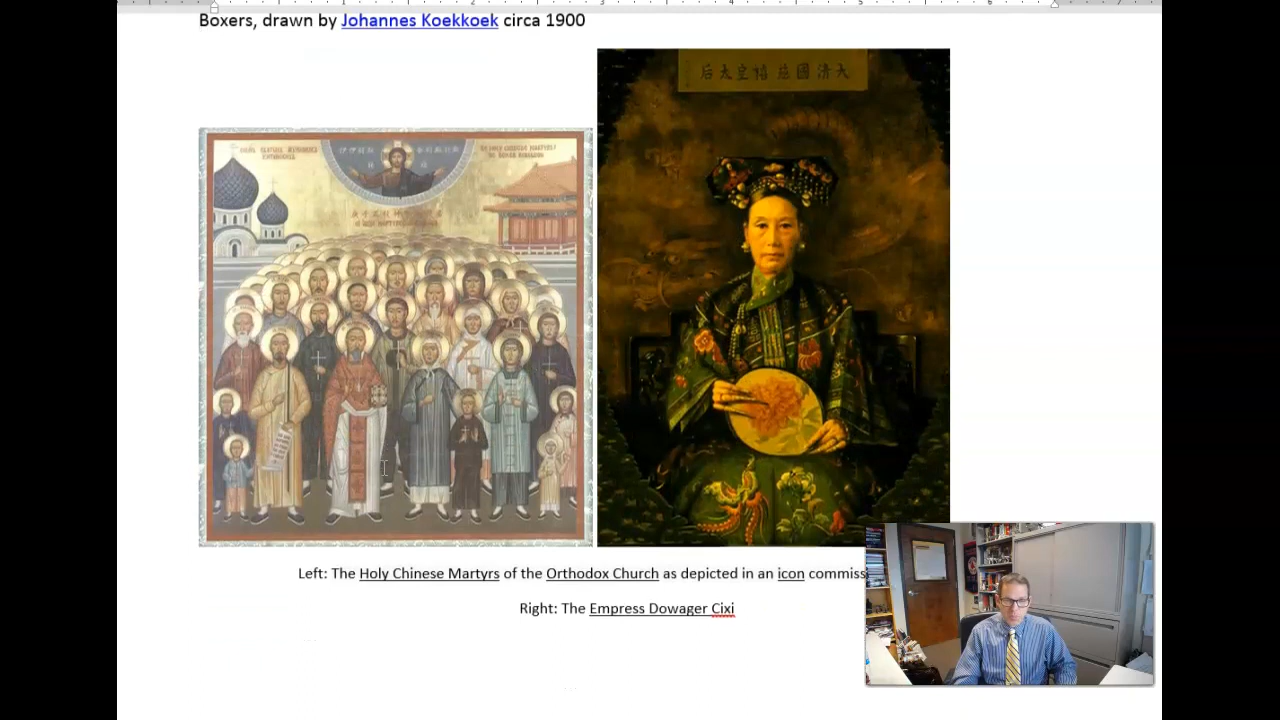 Boxers, drawn by Johannes Koekkoek circa 1900
后太皇禧慈國清大
Left: The Holy Chinese Martyrs of the Orthodox Church as depicted in an icon commiss
Right: The Empress Dowager Cixi